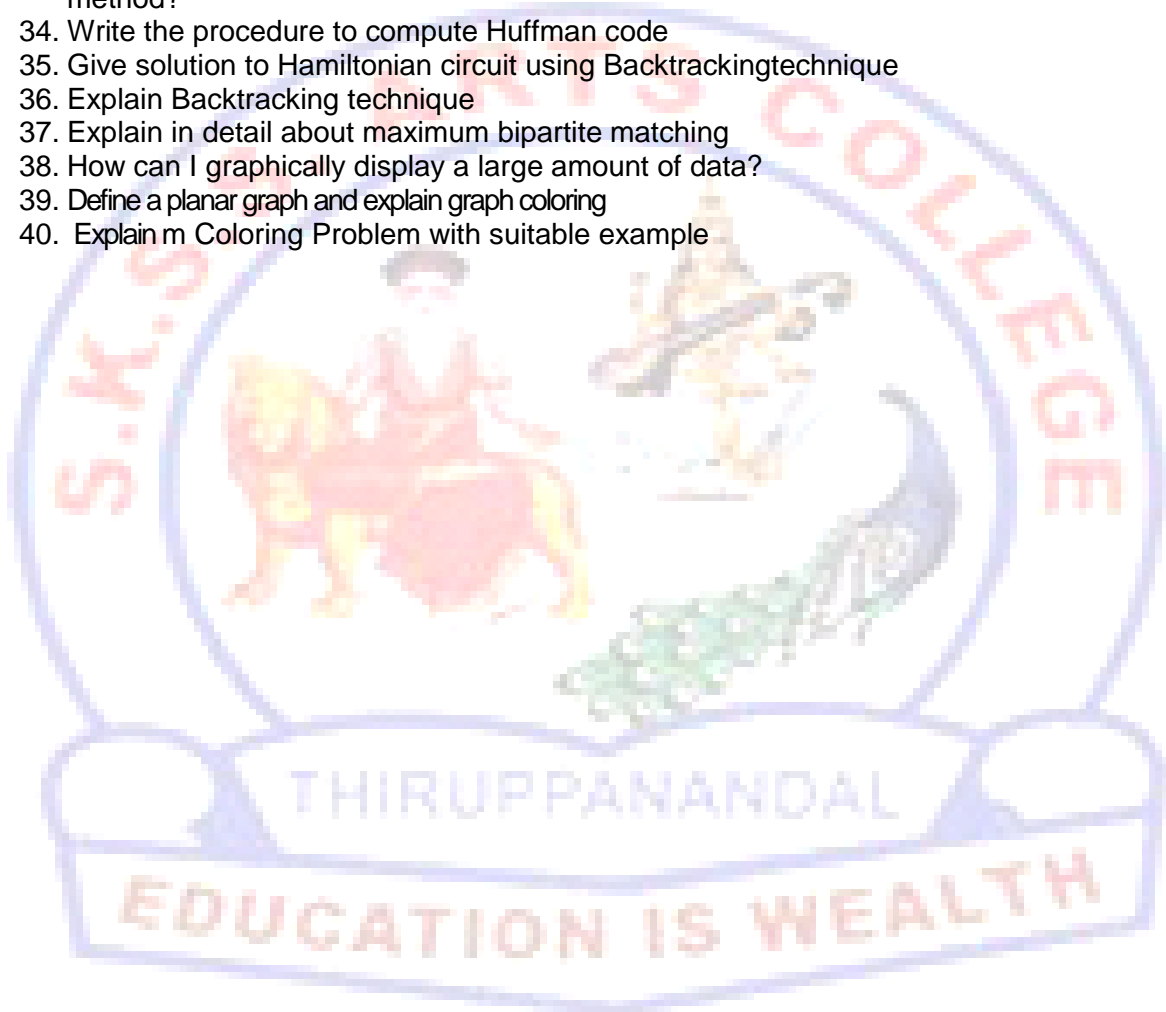 method?
34. Write the procedure to compute Huffman code
35. Give solution to Hamiltonian circuit using Backtrackingtechnique
36. Explain Backtracking technique
37. Explain in detail about maximum bipartite matching
38. How can I graphically display a large amount of data?
39. Define a planar graph and explain graph coloring
40. Explain m Coloring Problem with suitable example
S.K.S.S. ARTS COLLEGE
THIRUPPANANDAL
EDUCATION IS WEALTH